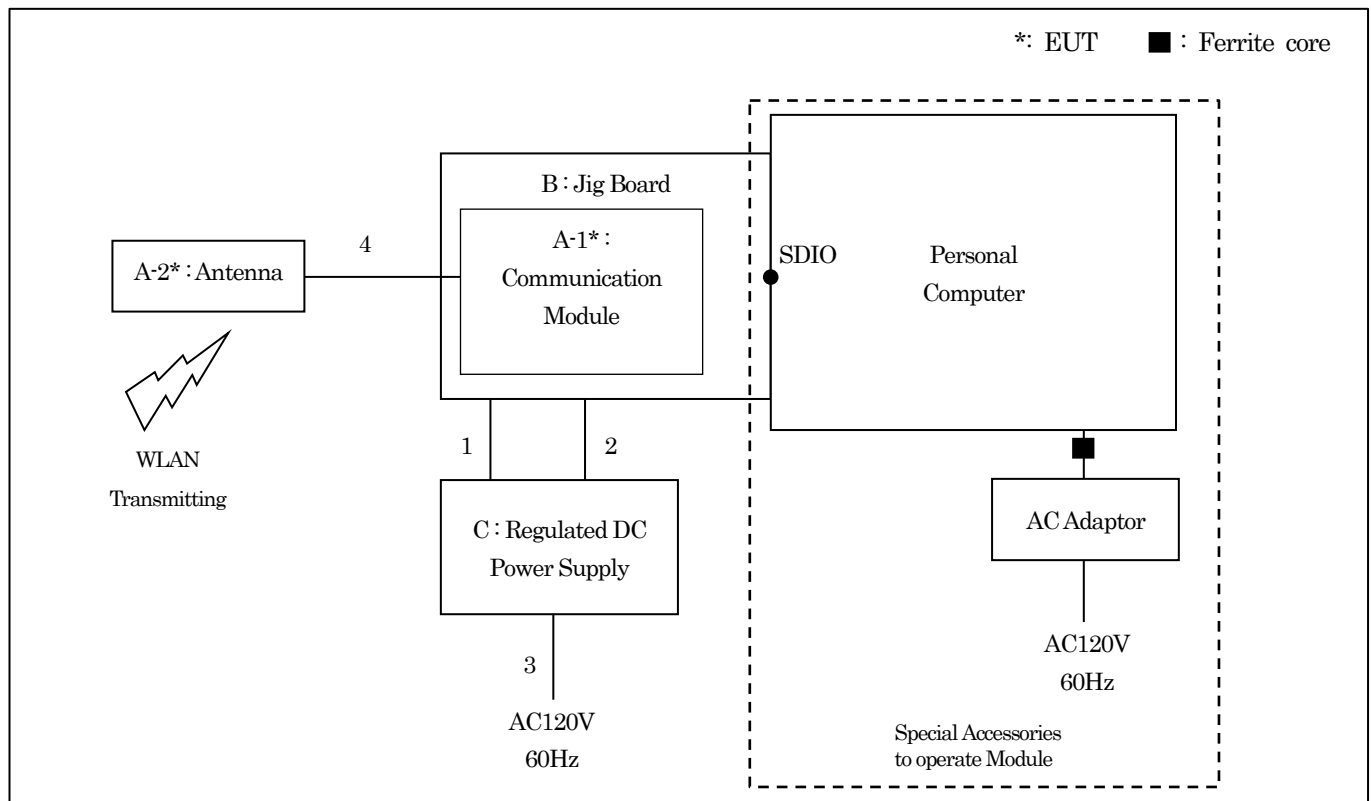 *: EUT ■ : Ferrite core
B : Jig Board
A-1* :
Communication
Module
A-2* : Antenna
4
SDIO
Personal
Computer
WLAN
Transmitting
1
2
C : Regulated DC
Power Supply
3
AC120V
60Hz
AC Adaptor
AC120V
60Hz
Special Accessories
to operate Module